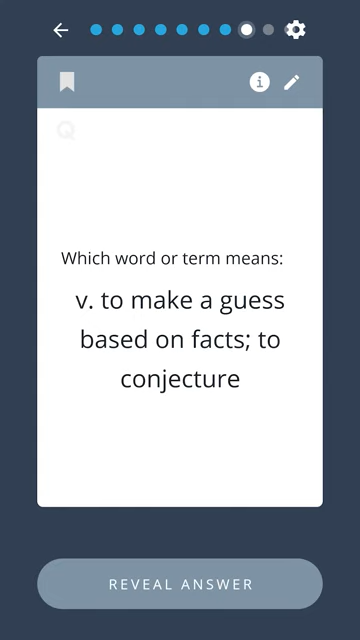 Q
Which word or term means:
v. to make a guess
based on facts; to
conjecture
REVEAL ANSWER